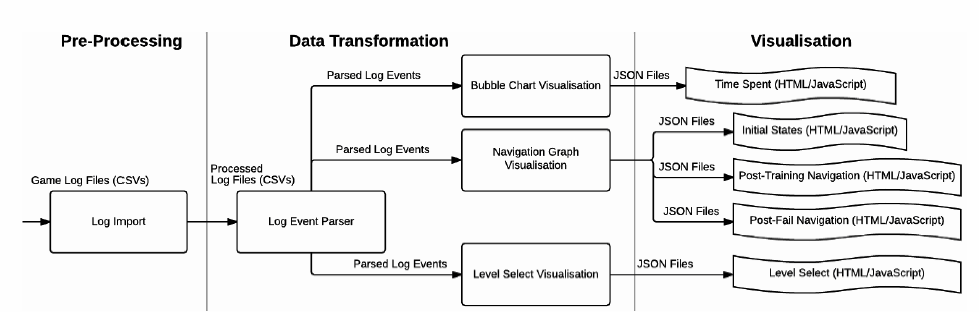 Pre-Processing
Data Transformation
Visualisation
Parsed Log Events
Bubble Chart Visualisation
JSON Files
Time Spent (HTML/JavaScript)
JSON Files
Initial States (HTML/JavaScript)
Parsed Log Events
Navigation Graph
Visualisation
JSON Files
Post-Training Navigation (HTML/JavaScript)
Game Log Files (CSVs)
Processed
Log Files (CSVs)
Log Import
Log Event Parser
JSON Files
Post-Fail Navigation (HTML/JavaScript)
Parsed Log Events
Level Select Visualisation
JSON Files
Level Select (HTML/JavaScript)